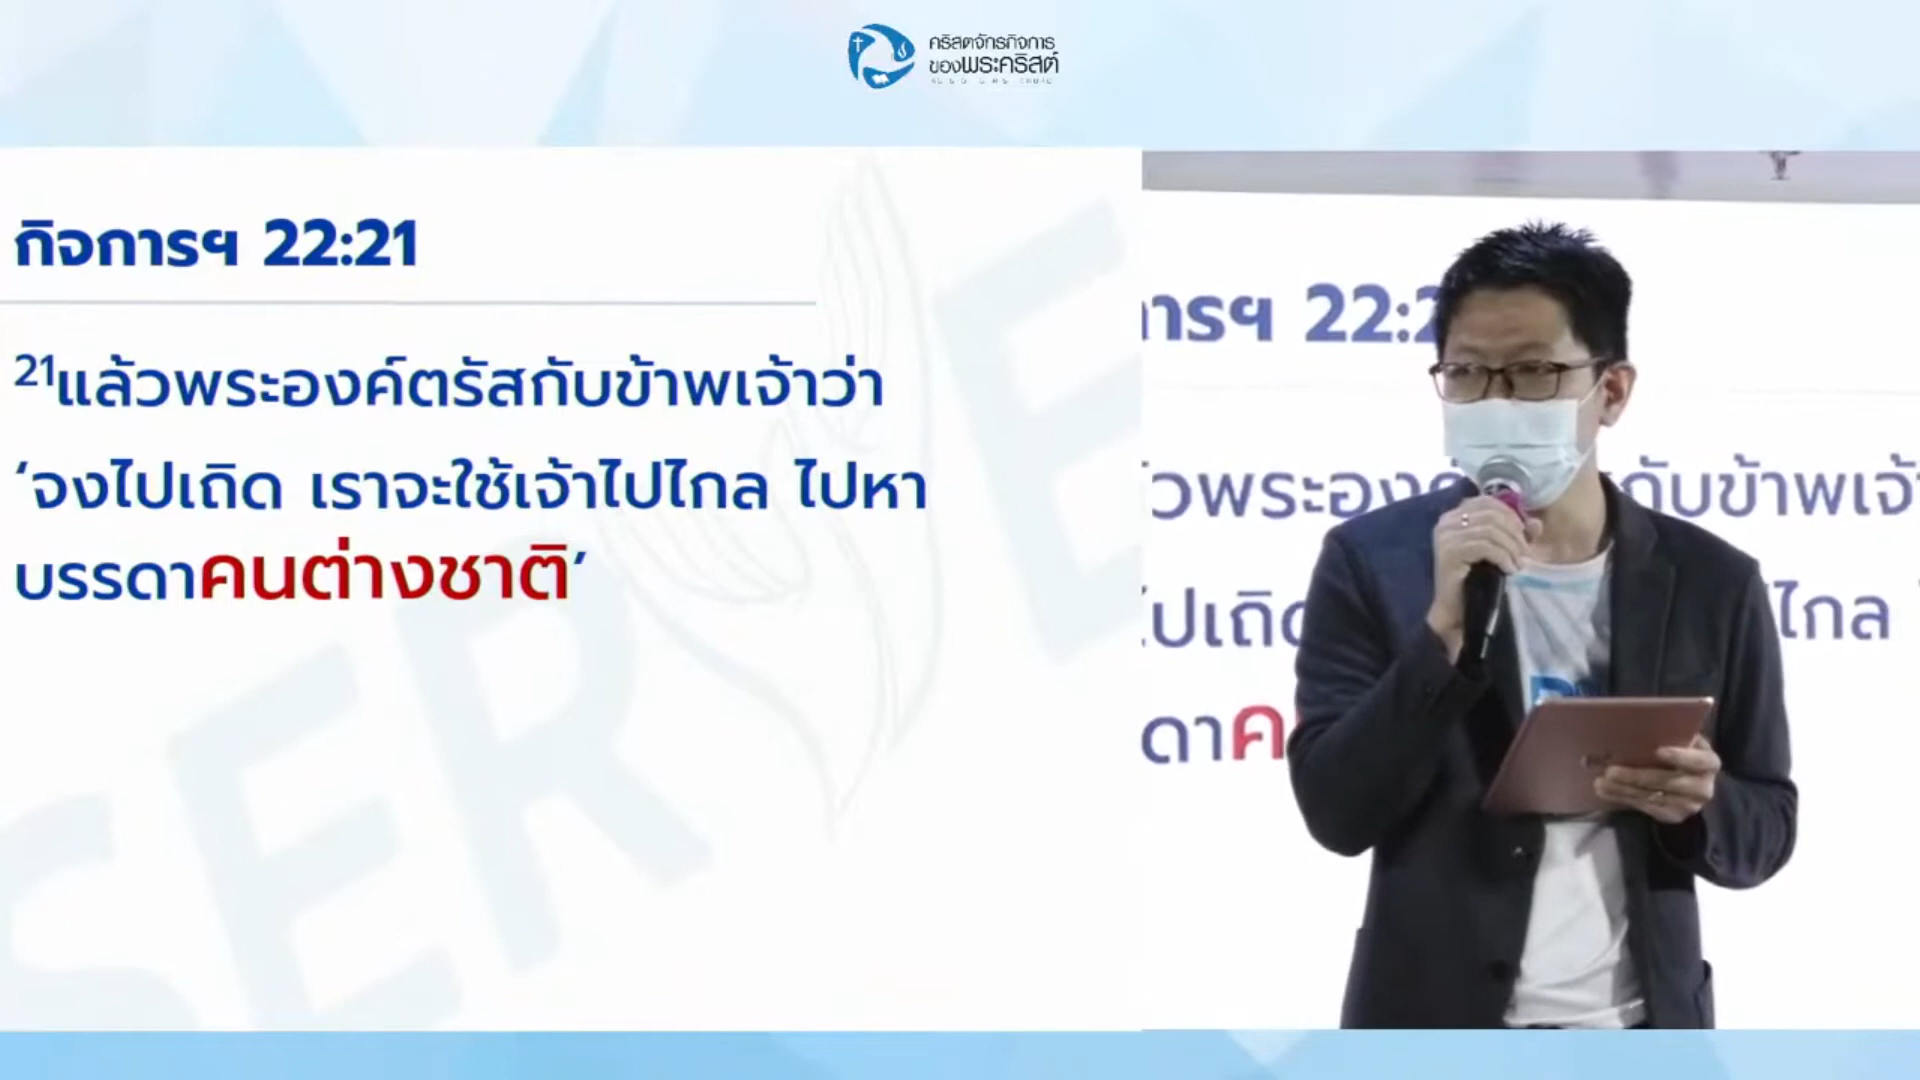 คริสตจักรกิจการ
ของพระคริสต์
กิจการฯ 22:21
21แล้วพระองค์ตรัสกับข้าพเจ้าว่า
‘จงไปเถิด เราจะใช้เจ้าไปไกล ไปหา
บรรดาคนต่างชาติ’
SERVE
ารฯ 22:2
วพระองค์
กับข้าพเจ้า
ไปเถิด
ไกล
ดาค